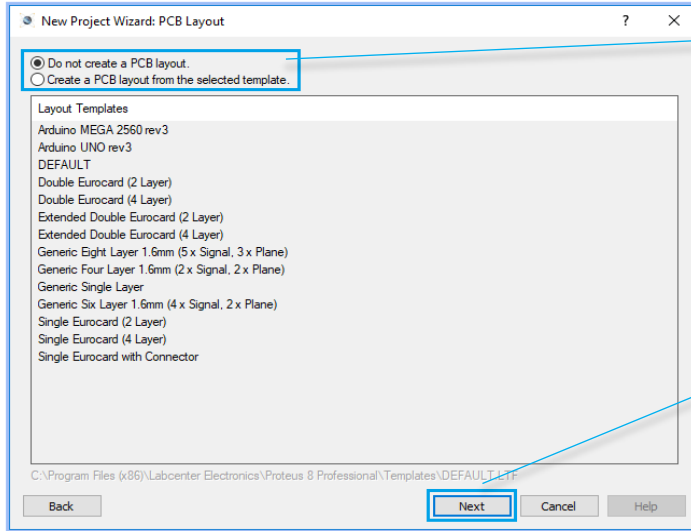 New Project Wizard: PCB Layout
Do not create a PCB layout.
Create a PCB layout from the selected template.
Layout Templates
Arduino MEGA 2560 rev3
Arduino UNO rev3
DEFAULT
Double Eurocard (2 Layer)
Double Eurocard (4 Layer)
Extended Double Eurocard (2 Layer)
Extended Double Eurocard (4 Layer)
Generic Eight Layer 1.6mm (5 x Signal, 3 x Plane)
Generic Four Layer 1.6mm (2 x Signal, 2 x Plane)
Generic Single Layer
Generic Six Layer 1.6mm (4 x Signal, 2 x Plane)
Single Eurocard (2 Layer)
Single Eurocard (4 Layer)
Single Eurocard with Connector
C:\Program Files (x86)\Labcenter Electronics\Proteus 8 Professional\Templates\DEFAULT.LTF
Back Next Cancel Help